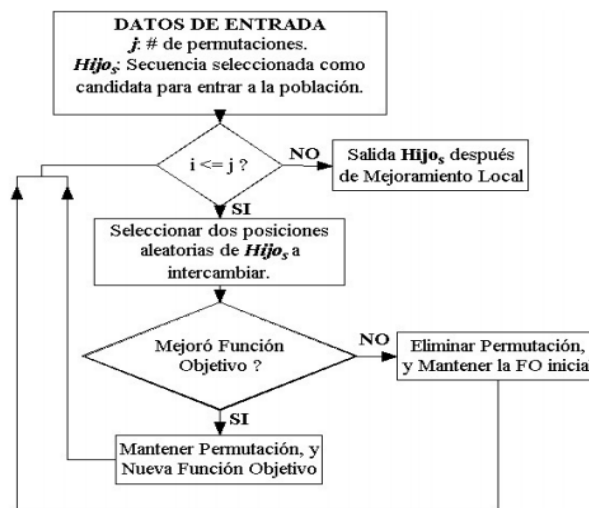 DATOS DE ENTRADA
j: # de permutaciones.
Hijoₛ: Secuencia seleccionada como
candidata para entrar a la población.
i <= j ?
NO
Salida Hijoₛ después
de Mejoramiento Local
SI
Seleccionar dos posiciones
aleatorias de Hijoₛ a
intercambiar.
Mejoró Función
Objetivo ?
NO
Eliminar Permutación,
y Mantener la FO inicial
SI
Mantener Permutación, y
Nueva Función Objetivo